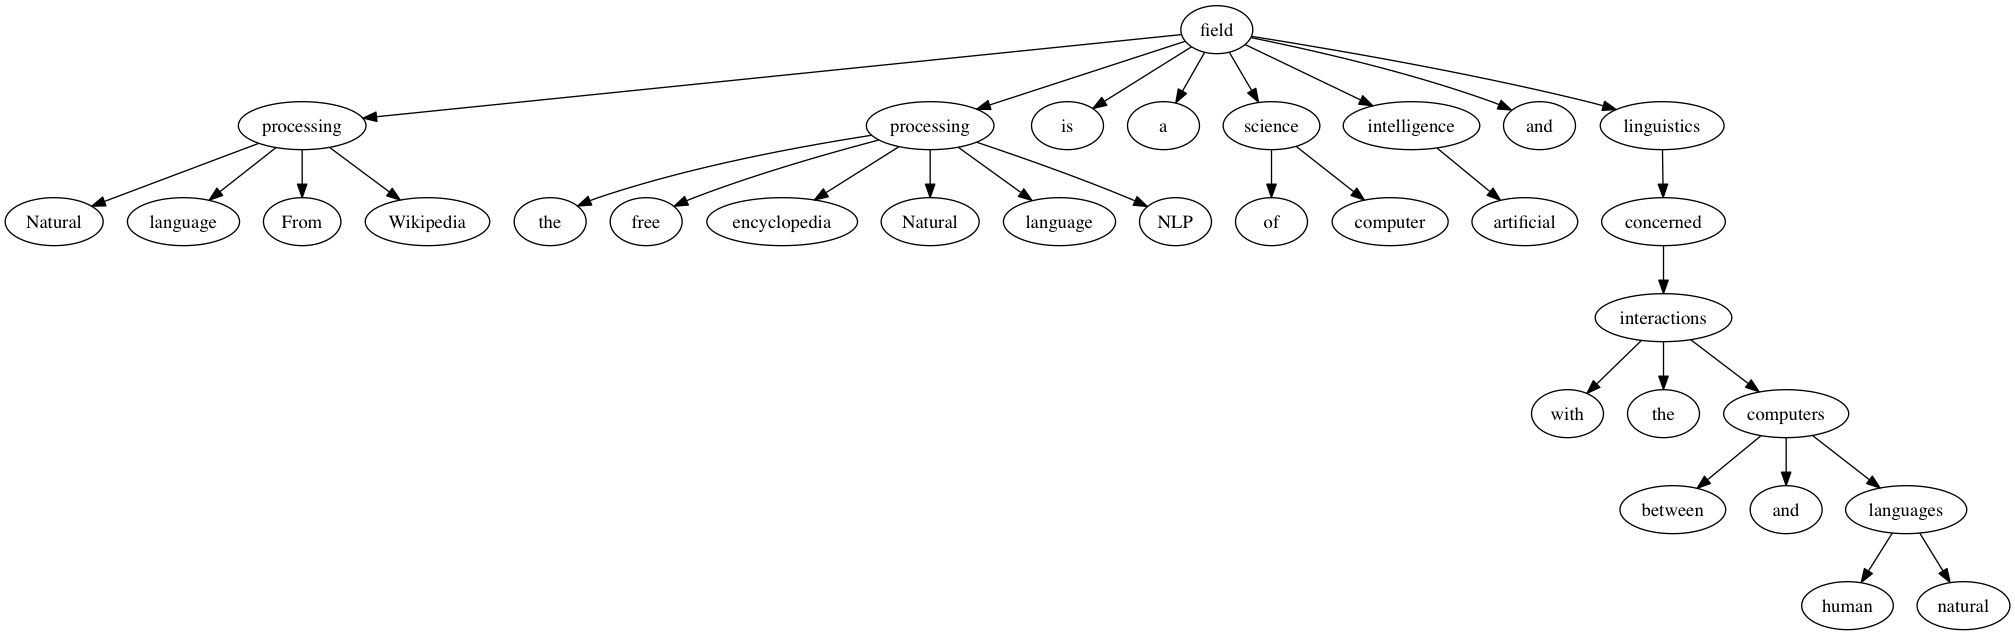 field
processing processing is a science intelligence and linguistics
Natural language From Wikipedia the free encyclopedia Natural language NLP of computer artificial concerned
interactions
with the computers
between and languages
human natural